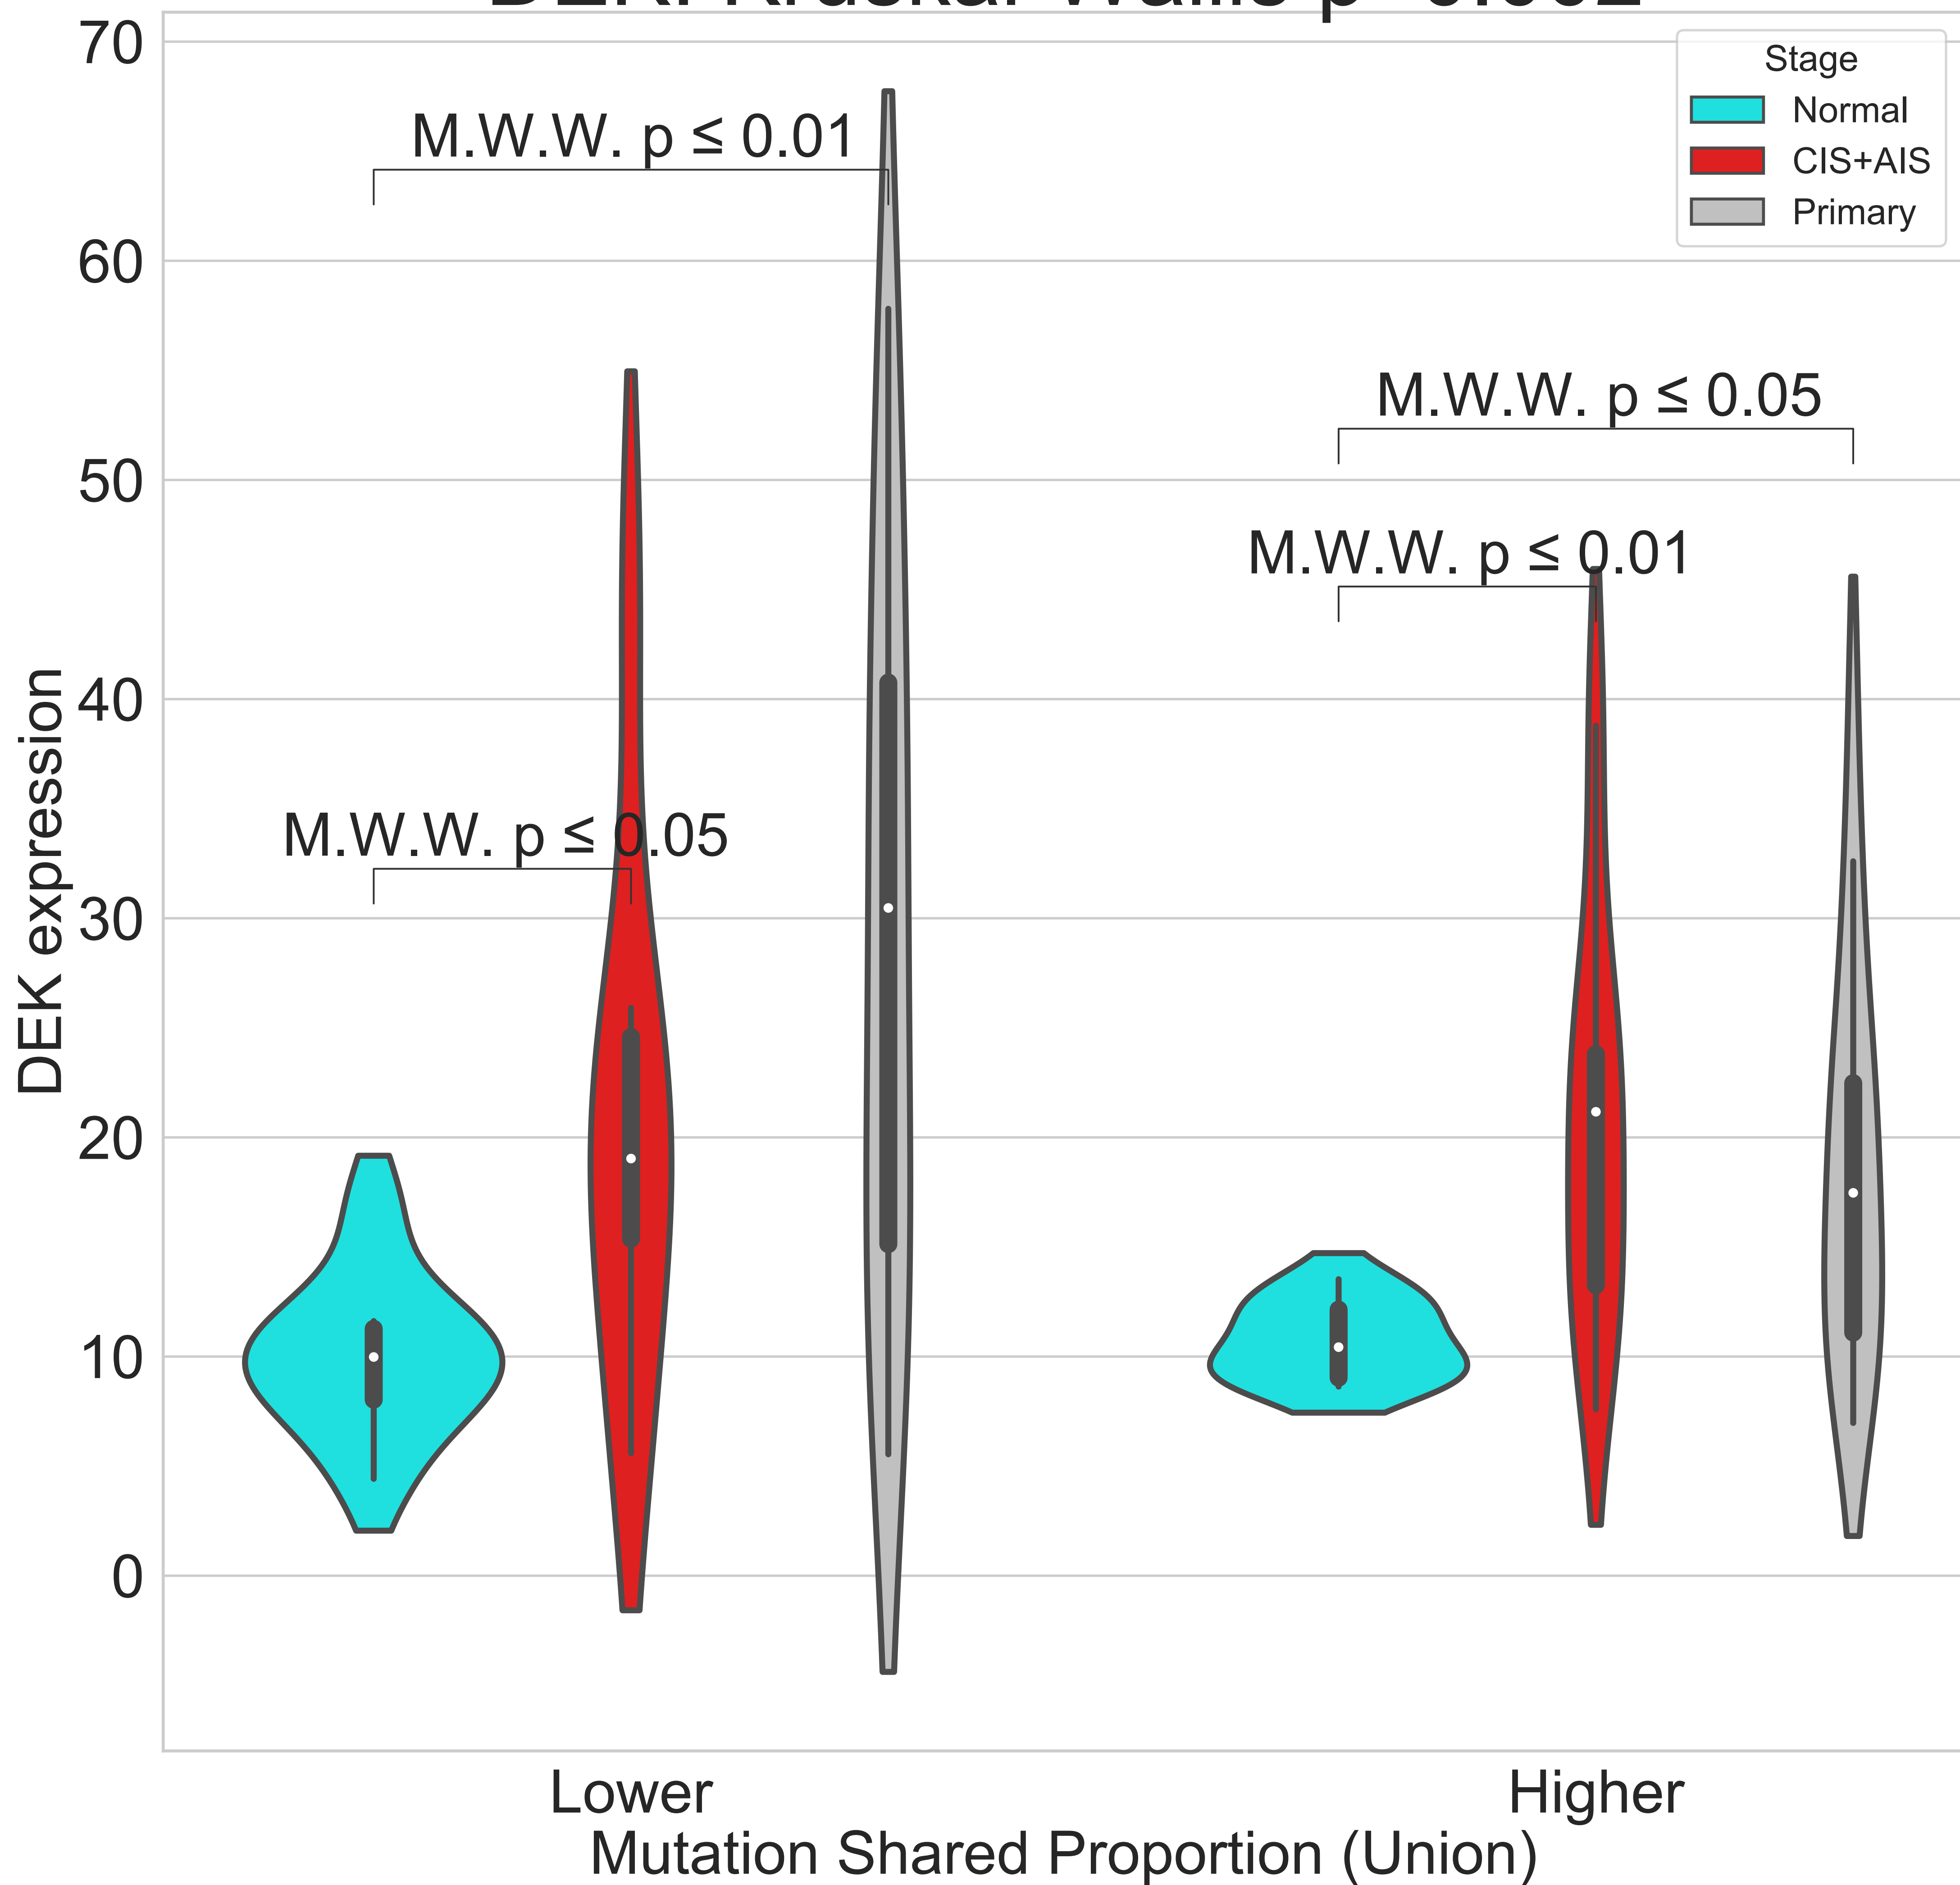 70
60
50
40
30
20
10
0
DEK expression
M.W.W. p ≤ 0.01
M.W.W. p ≤ 0.05
M.W.W. p ≤ 0.05
M.W.W. p ≤ 0.01
Stage
Normal
CIS+AIS
Primary
Lower
Higher
Mutation Shared Proportion (Union)